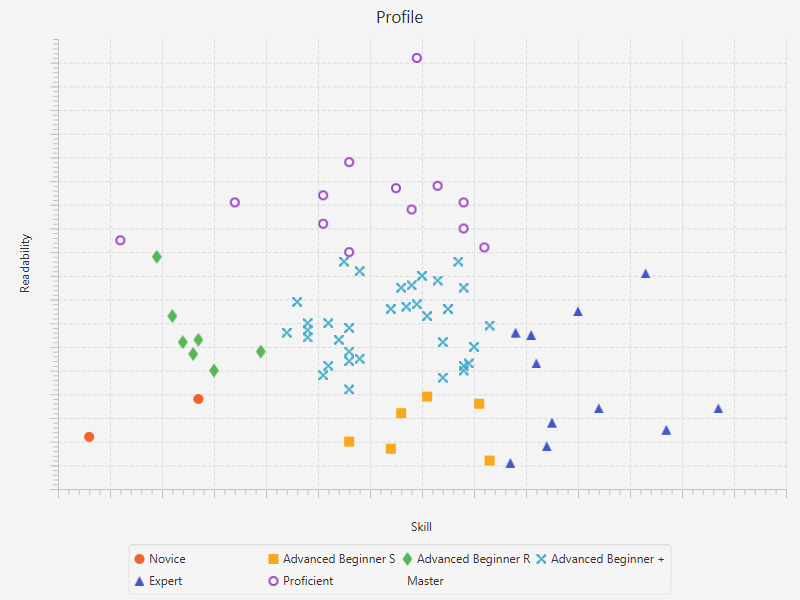 Profile
Readability
Skill
Novice Advanced Beginner S Advanced Beginner R Advanced Beginner +
Expert Proficient Master